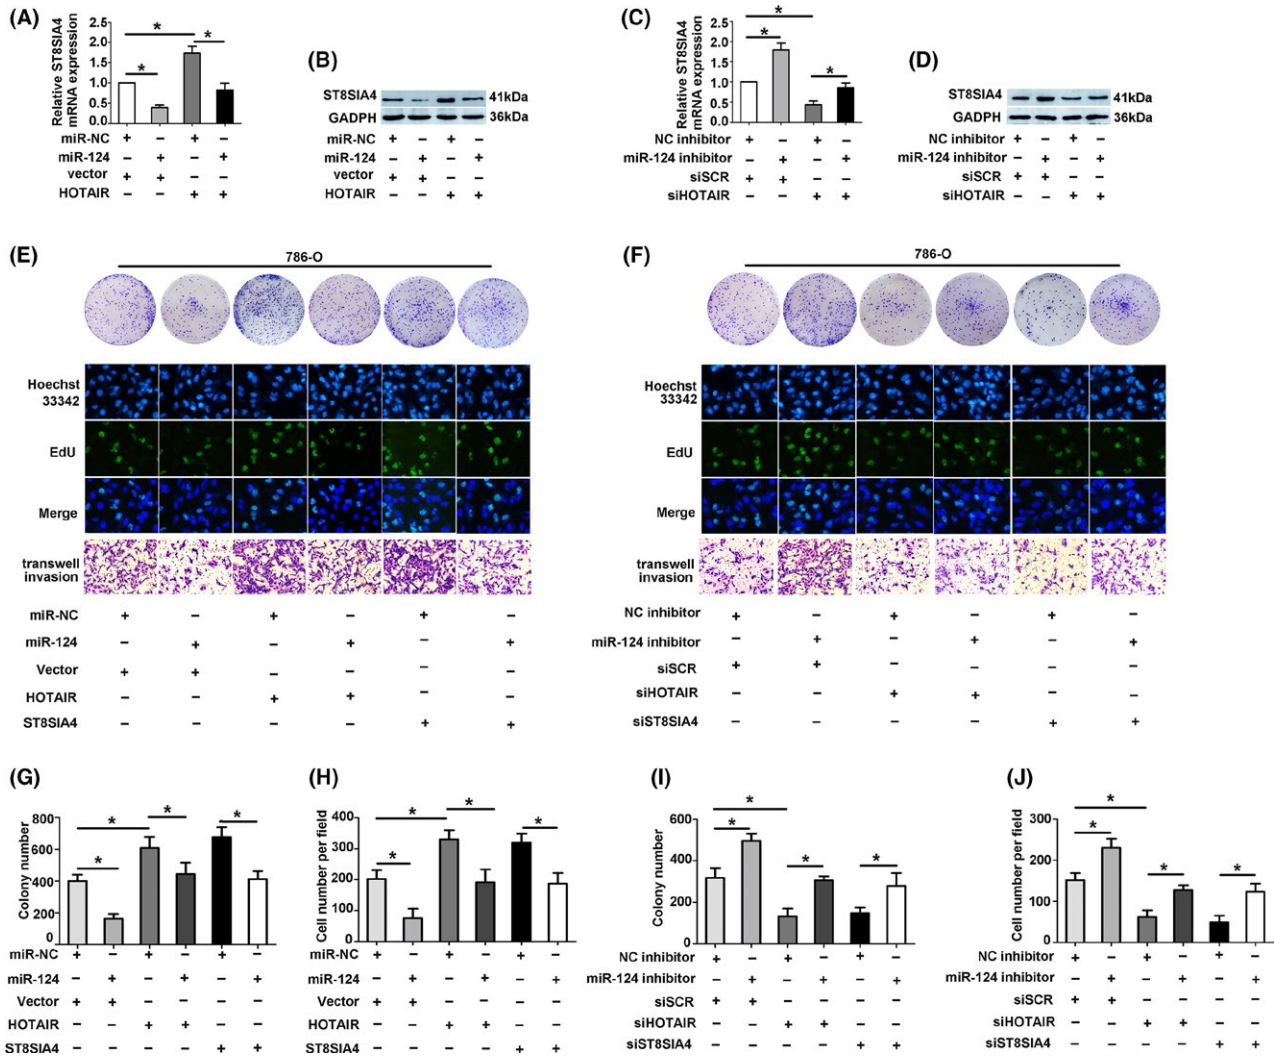 (A)
Relative ST8SIA4
mRNA expression
2.5
2.0
1.5
1.0
0.5
0.0
* * * *
miR-NC + − + −
miR-124 − + − +
vector + + − −
HOTAIR − − + +
(B)
ST8SIA4 41kDa
GADPH 36kDa
miR-NC + − + −
miR-124 − + − +
vector + + − −
HOTAIR − − + +
(C)
Relative ST8SIA4
mRNA expression
2.5
2.0
1.5
1.0
0.5
0.0
* * *
NC inhibitor + − + −
miR-124 inhibitor − + − +
siSCR + + − −
siHOTAIR − − + +
(D)
ST8SIA4 41kDa
GADPH 36kDa
NC inhibitor + − + −
miR-124 inhibitor − + − +
siSCR + + − −
siHOTAIR − − + +
(E)
786-O
Hoechst
33342
EdU
Merge
transwell
invasion
miR-NC + − + − + −
miR-124 − + − + − +
Vector + + − − − −
HOTAIR − − + + − −
ST8SIA4 − − − − + +
(F)
786-O
Hoechst
33342
EdU
Merge
transwell
invasion
NC inhibitor + − + − + −
miR-124 inhibitor − + − + − +
siSCR + + − − − −
siHOTAIR − − + + − −
siST8SIA4 − − − − + +
(G)
Colony number
800
600
400
200
0
* * * *
miR-NC + − + − + −
miR-124 − + − + − +
Vector + + − − − −
HOTAIR − − + + − −
ST8SIA4 − − − − + +
(H)
Cell number per field
400
300
200
100
0
* * * *
miR-NC + − + − + −
miR-124 − + − + − +
Vector + + − − − −
HOTAIR − − + + − −
ST8SIA4 − − − − + +
(I)
Colony number
600
400
200
0
* * * *
NC inhibitor + − + − + −
miR-124 inhibitor − + − + − +
siSCR + + − − − −
siHOTAIR − − + + − −
siST8SIA4 − − − − + +
(J)
Cell number per field
300
200
100
0
* * * *
NC inhibitor + − + − + −
miR-124 inhibitor − + − + − +
siSCR + + − − − −
siHOTAIR − − + + − −
siST8SIA4 − − − − + +